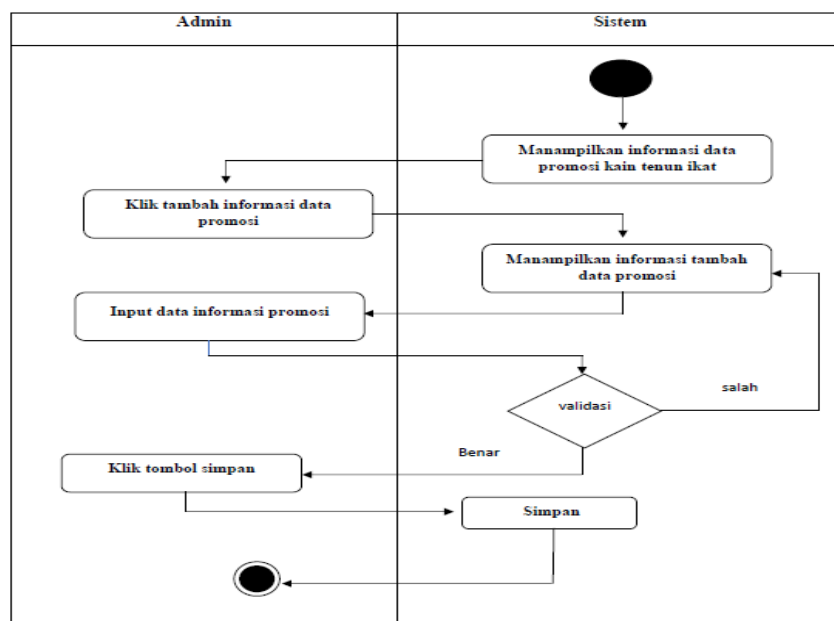 Admin
Sistem
Manampilkan informasi data
promosi kain tenun ikat
Klik tambah informasi data
promosi
Manampilkan informasi tambah
data promosi
Input data informasi promosi
validasi
salah
Benar
Klik tombol simpan
Simpan